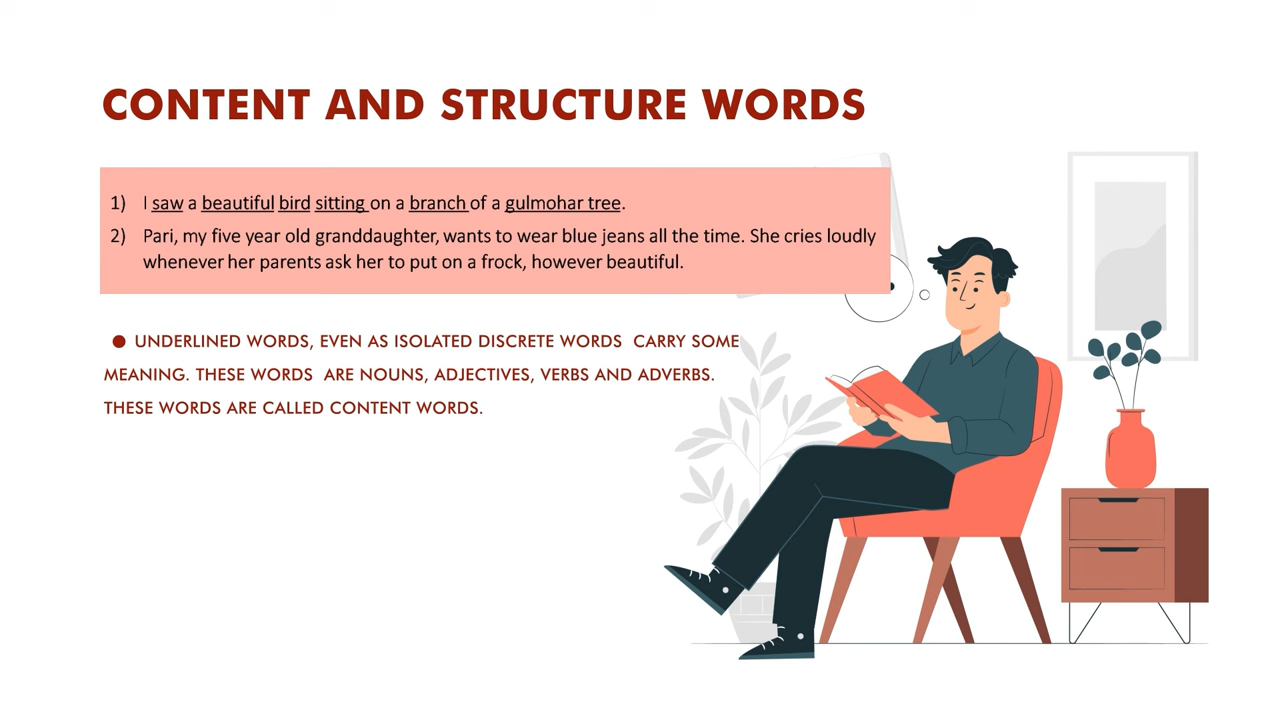 CONTENT AND STRUCTURE WORDS
1) I saw a beautiful bird sitting on a branch of a gulmohar tree.
2) Pari, my five year old granddaughter, wants to wear blue jeans all the time. She cries loudly
whenever her parents ask her to put on a frock, however beautiful.
● UNDERLINED WORDS, EVEN AS ISOLATED DISCRETE WORDS CARRY SOME
MEANING. THESE WORDS ARE NOUNS, ADJECTIVES, VERBS AND ADVERBS.
THESE WORDS ARE CALLED CONTENT WORDS.